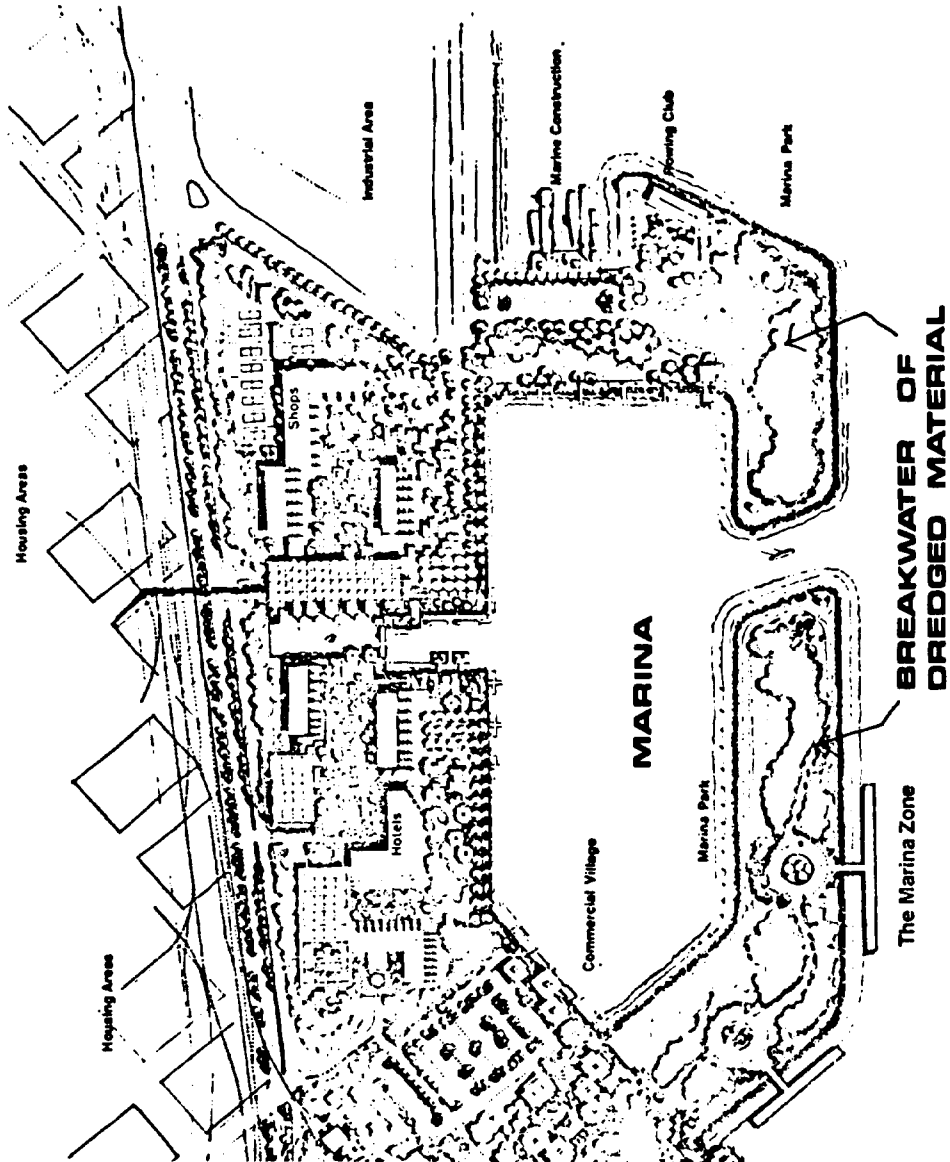 Housing Areas
Housing Areas
Shops
Industrial Area
Hotels
Marine Construction
Commercial Village
MARINA
Rowing Club
Marina Park
Marina Park
The Marina Zone
BREAKWATER OF
DREDGED MATERIAL